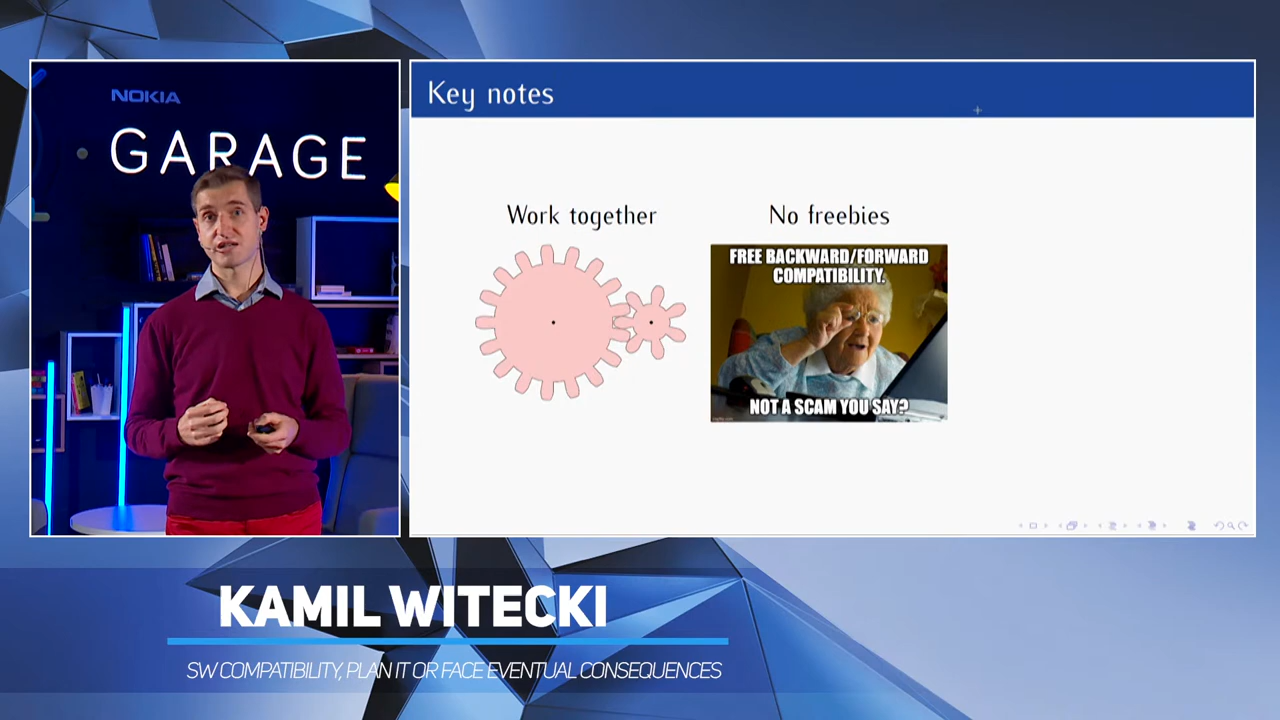 NOKIA
GARAGE
Key notes
Work together
No freebies
FREE BACKWARD/FORWARD
COMPATIBILITY.
NOT A SCAM YOU SAY?
KAMIL WITECKI
SW COMPATIBILITY, PLAN IT OR FACE EVENTUAL CONSEQUENCES